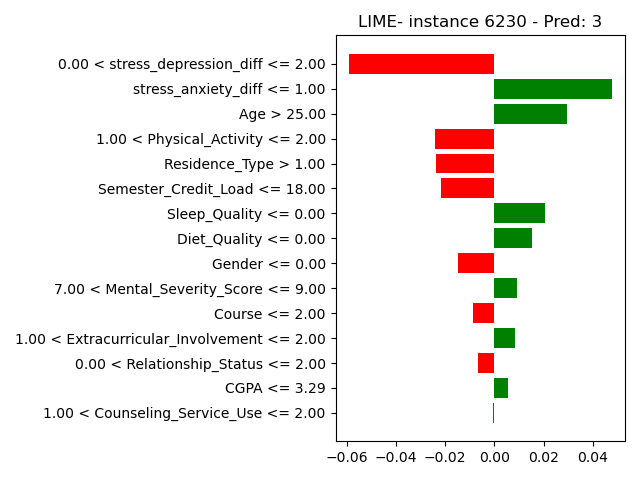 LIME- instance 6230 - Pred: 3
0.00 < stress_depression_diff <= 2.00
stress_anxiety_diff <= 1.00
Age > 25.00
1.00 < Physical_Activity <= 2.00
Residence_Type > 1.00
Semester_Credit_Load <= 18.00
Sleep_Quality <= 0.00
Diet_Quality <= 0.00
Gender <= 0.00
7.00 < Mental_Severity_Score <= 9.00
Course <= 2.00
1.00 < Extracurricular_Involvement <= 2.00
0.00 < Relationship_Status <= 2.00
CGPA <= 3.29
1.00 < Counseling_Service_Use <= 2.00
−0.06 −0.04 −0.02 0.00 0.02 0.04